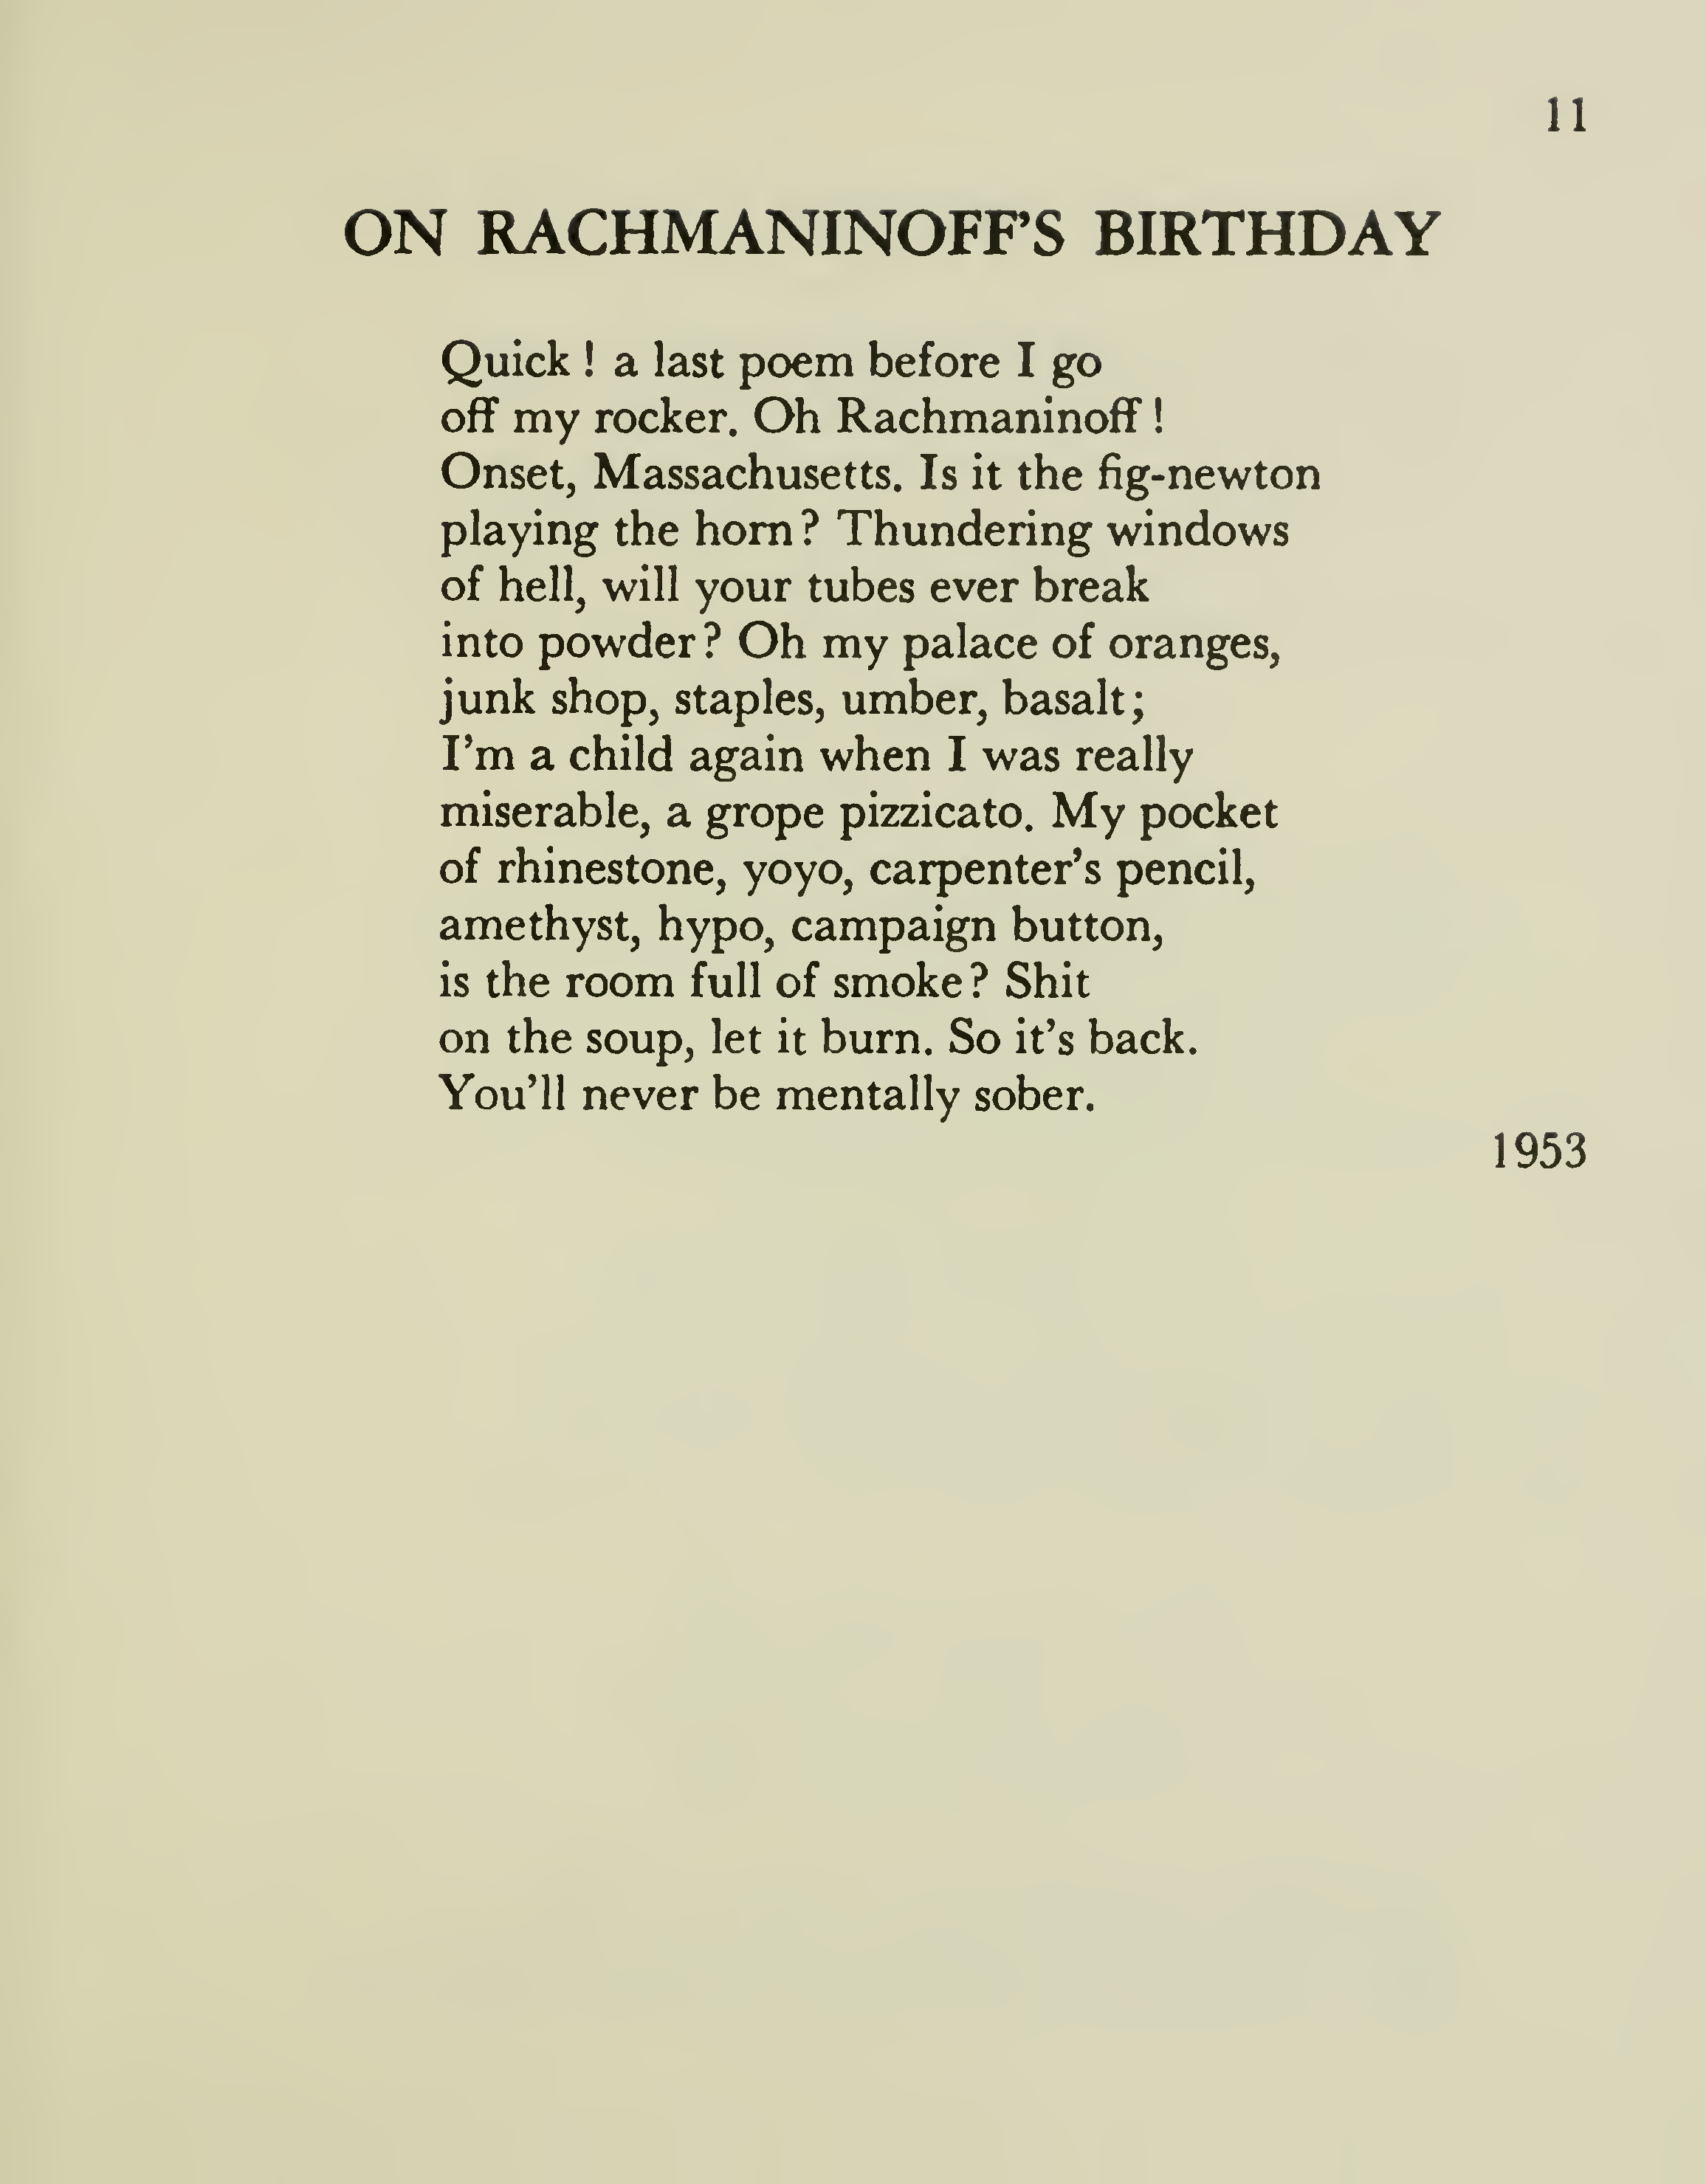 11
ON RACHMANINOFF'S BIRTHDAY
Quick ! a last poem before I go
off my rocker. Oh Rachmaninoff !
Onset, Massachusetts. Is it the fig-newton
playing the horn ? Thundering windows
of hell, will your tubes ever break
into powder ? Oh my palace of oranges,
junk shop, staples, umber, basalt ;
I'm a child again when I was really
miserable, a grope pizzicato. My pocket
of rhinestone, yoyo, carpenter's pencil,
amethyst, hypo, campaign button,
is the room full of smoke ? Shit
on the soup, let it burn. So it's back.
You'll never be mentally sober.
1953